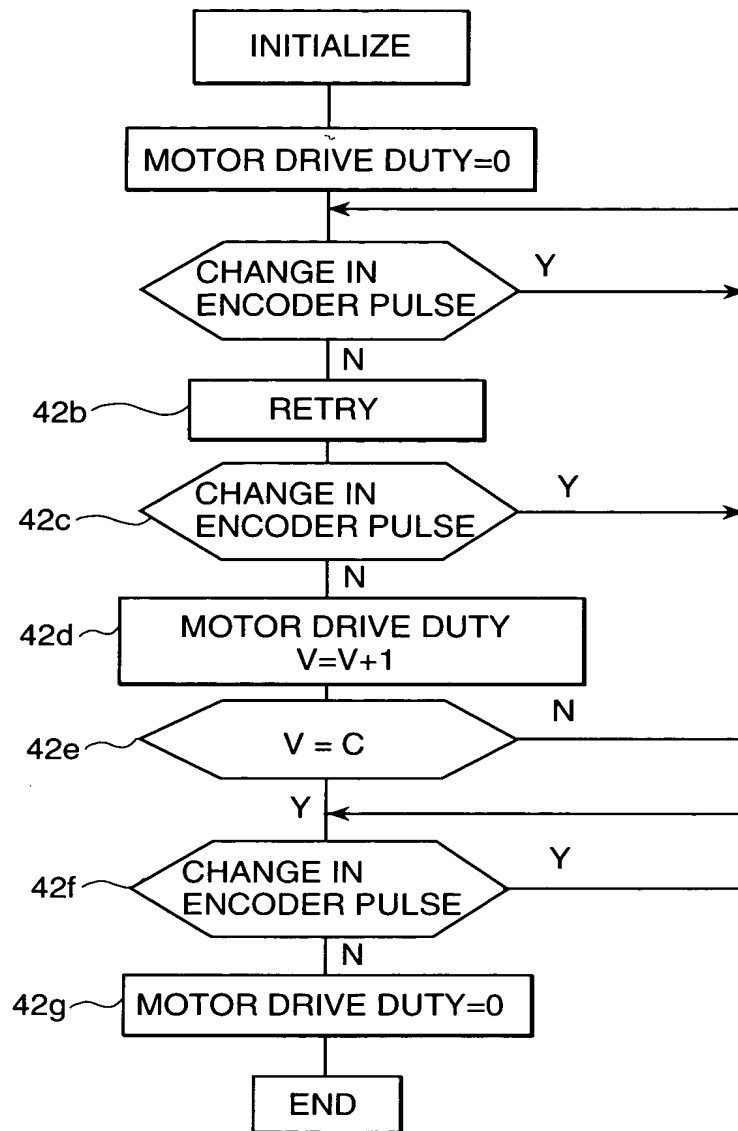 INITIALIZE
MOTOR DRIVE DUTY=0
CHANGE IN
ENCODER PULSE
Y
N
42b
RETRY
42c
CHANGE IN
ENCODER PULSE
Y
N
42d
MOTOR DRIVE DUTY
V=V+1
42e
V = C
N
Y
42f
CHANGE IN
ENCODER PULSE
Y
N
42g
MOTOR DRIVE DUTY=0
END